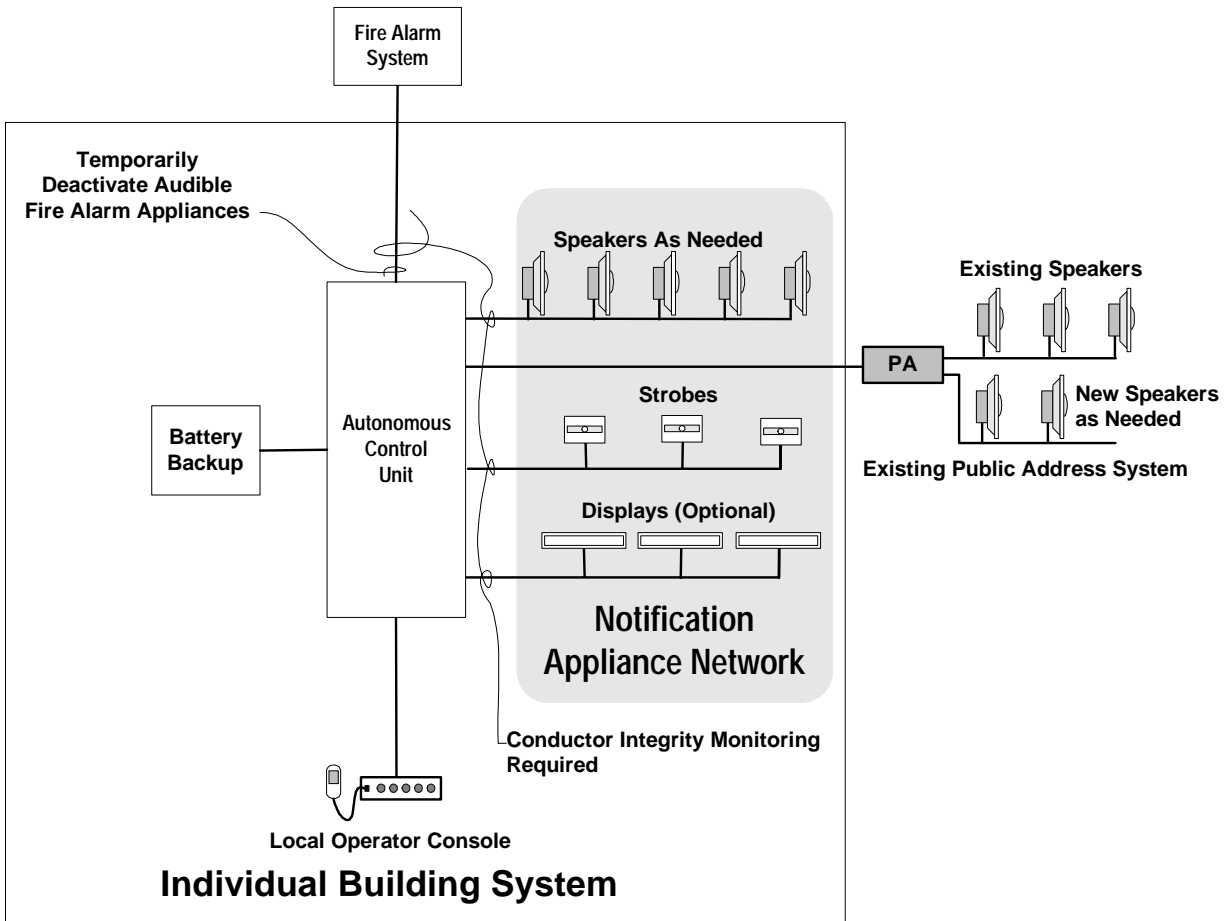 Fire Alarm
System
Temporarily
Deactivate Audible
Fire Alarm Appliances
Speakers As Needed
Existing Speakers
PA
New Speakers
as Needed
Existing Public Address System
Strobes
Battery
Backup
Autonomous
Control
Unit
Displays (Optional)
Notification
Appliance Network
Conductor Integrity Monitoring
Required
Local Operator Console
Individual Building System